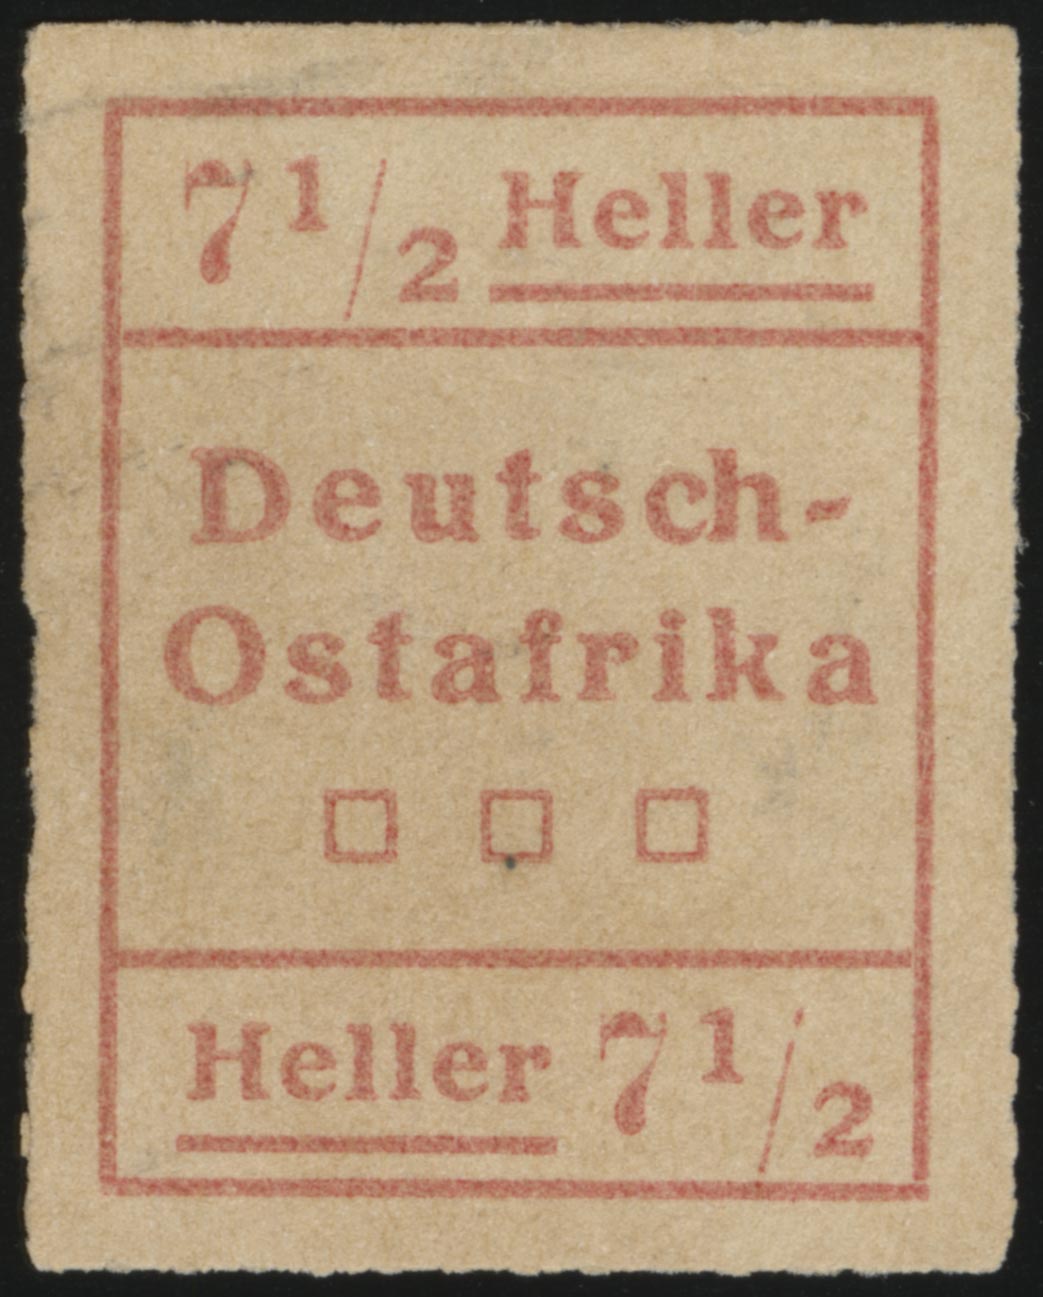 7 1/2 Heller
Deutsch-
Ostafrika
Heller 7 1/2